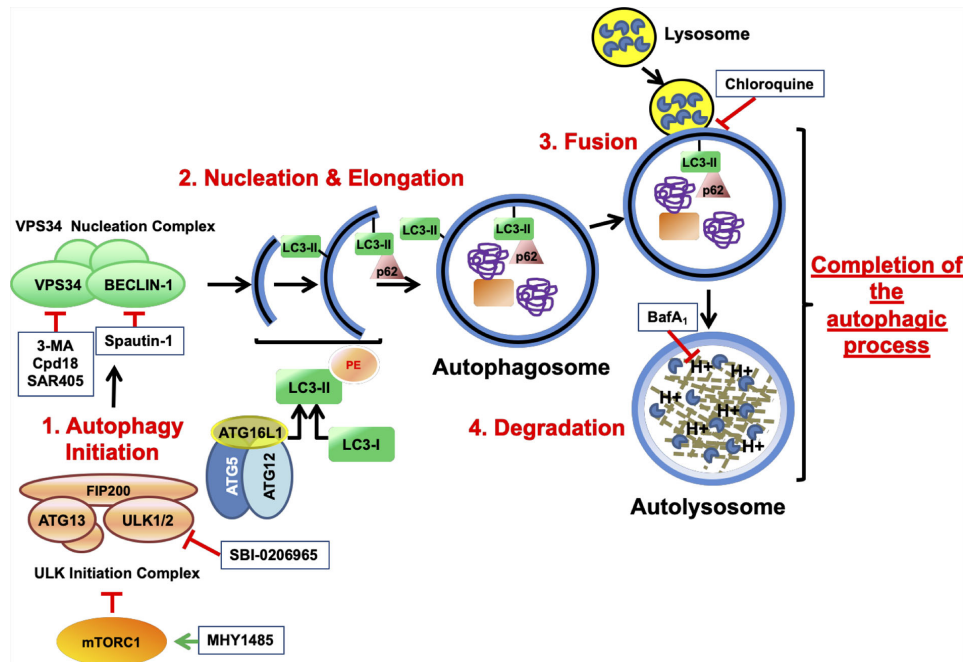 Lysosome
Chloroquine
3. Fusion
LC3-II
p62
2. Nucleation & Elongation
VPS34 Nucleation Complex
VPS34
BECLIN-1
LC3-II
LC3-II
p62
LC3-II
LC3-II
p62
Completion of
the
autophagic
process
3-MA
Cpd18
SAR405
Spautin-1
Autophagosome
BafA1
PE
LC3-II
H+
H+
H+
H+
H+
1. Autophagy
Initiation
ATG16L1
ATG5
ATG12
LC3-I
4. Degradation
Autolysosome
FIP200
ATG13
ULK1/2
SBI-0206965
ULK Initiation Complex
mTORC1
MHY1485